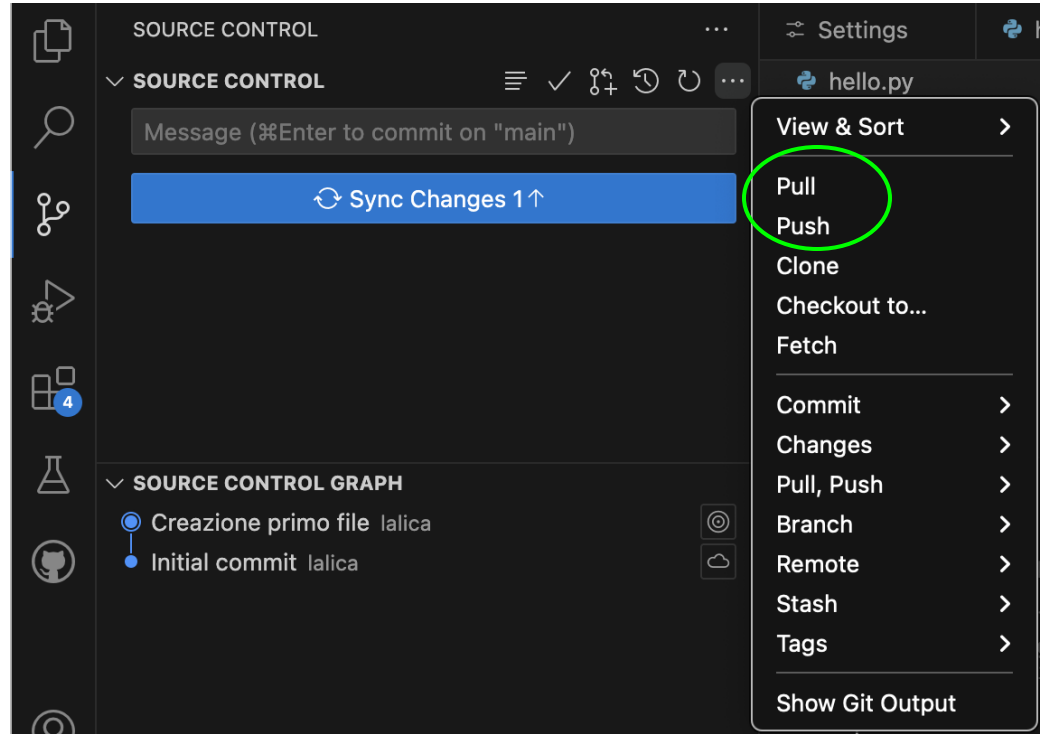 SOURCE CONTROL
Settings
SOURCE CONTROL
hello.py
Message (⌘Enter to commit on "main")
Sync Changes 1↑
View & Sort
Pull
Push
Clone
Checkout to...
Fetch
Commit
Changes
Pull, Push
Branch
Remote
Stash
Tags
Show Git Output
4
SOURCE CONTROL GRAPH
Creazione primo file lalica
Initial commit lalica